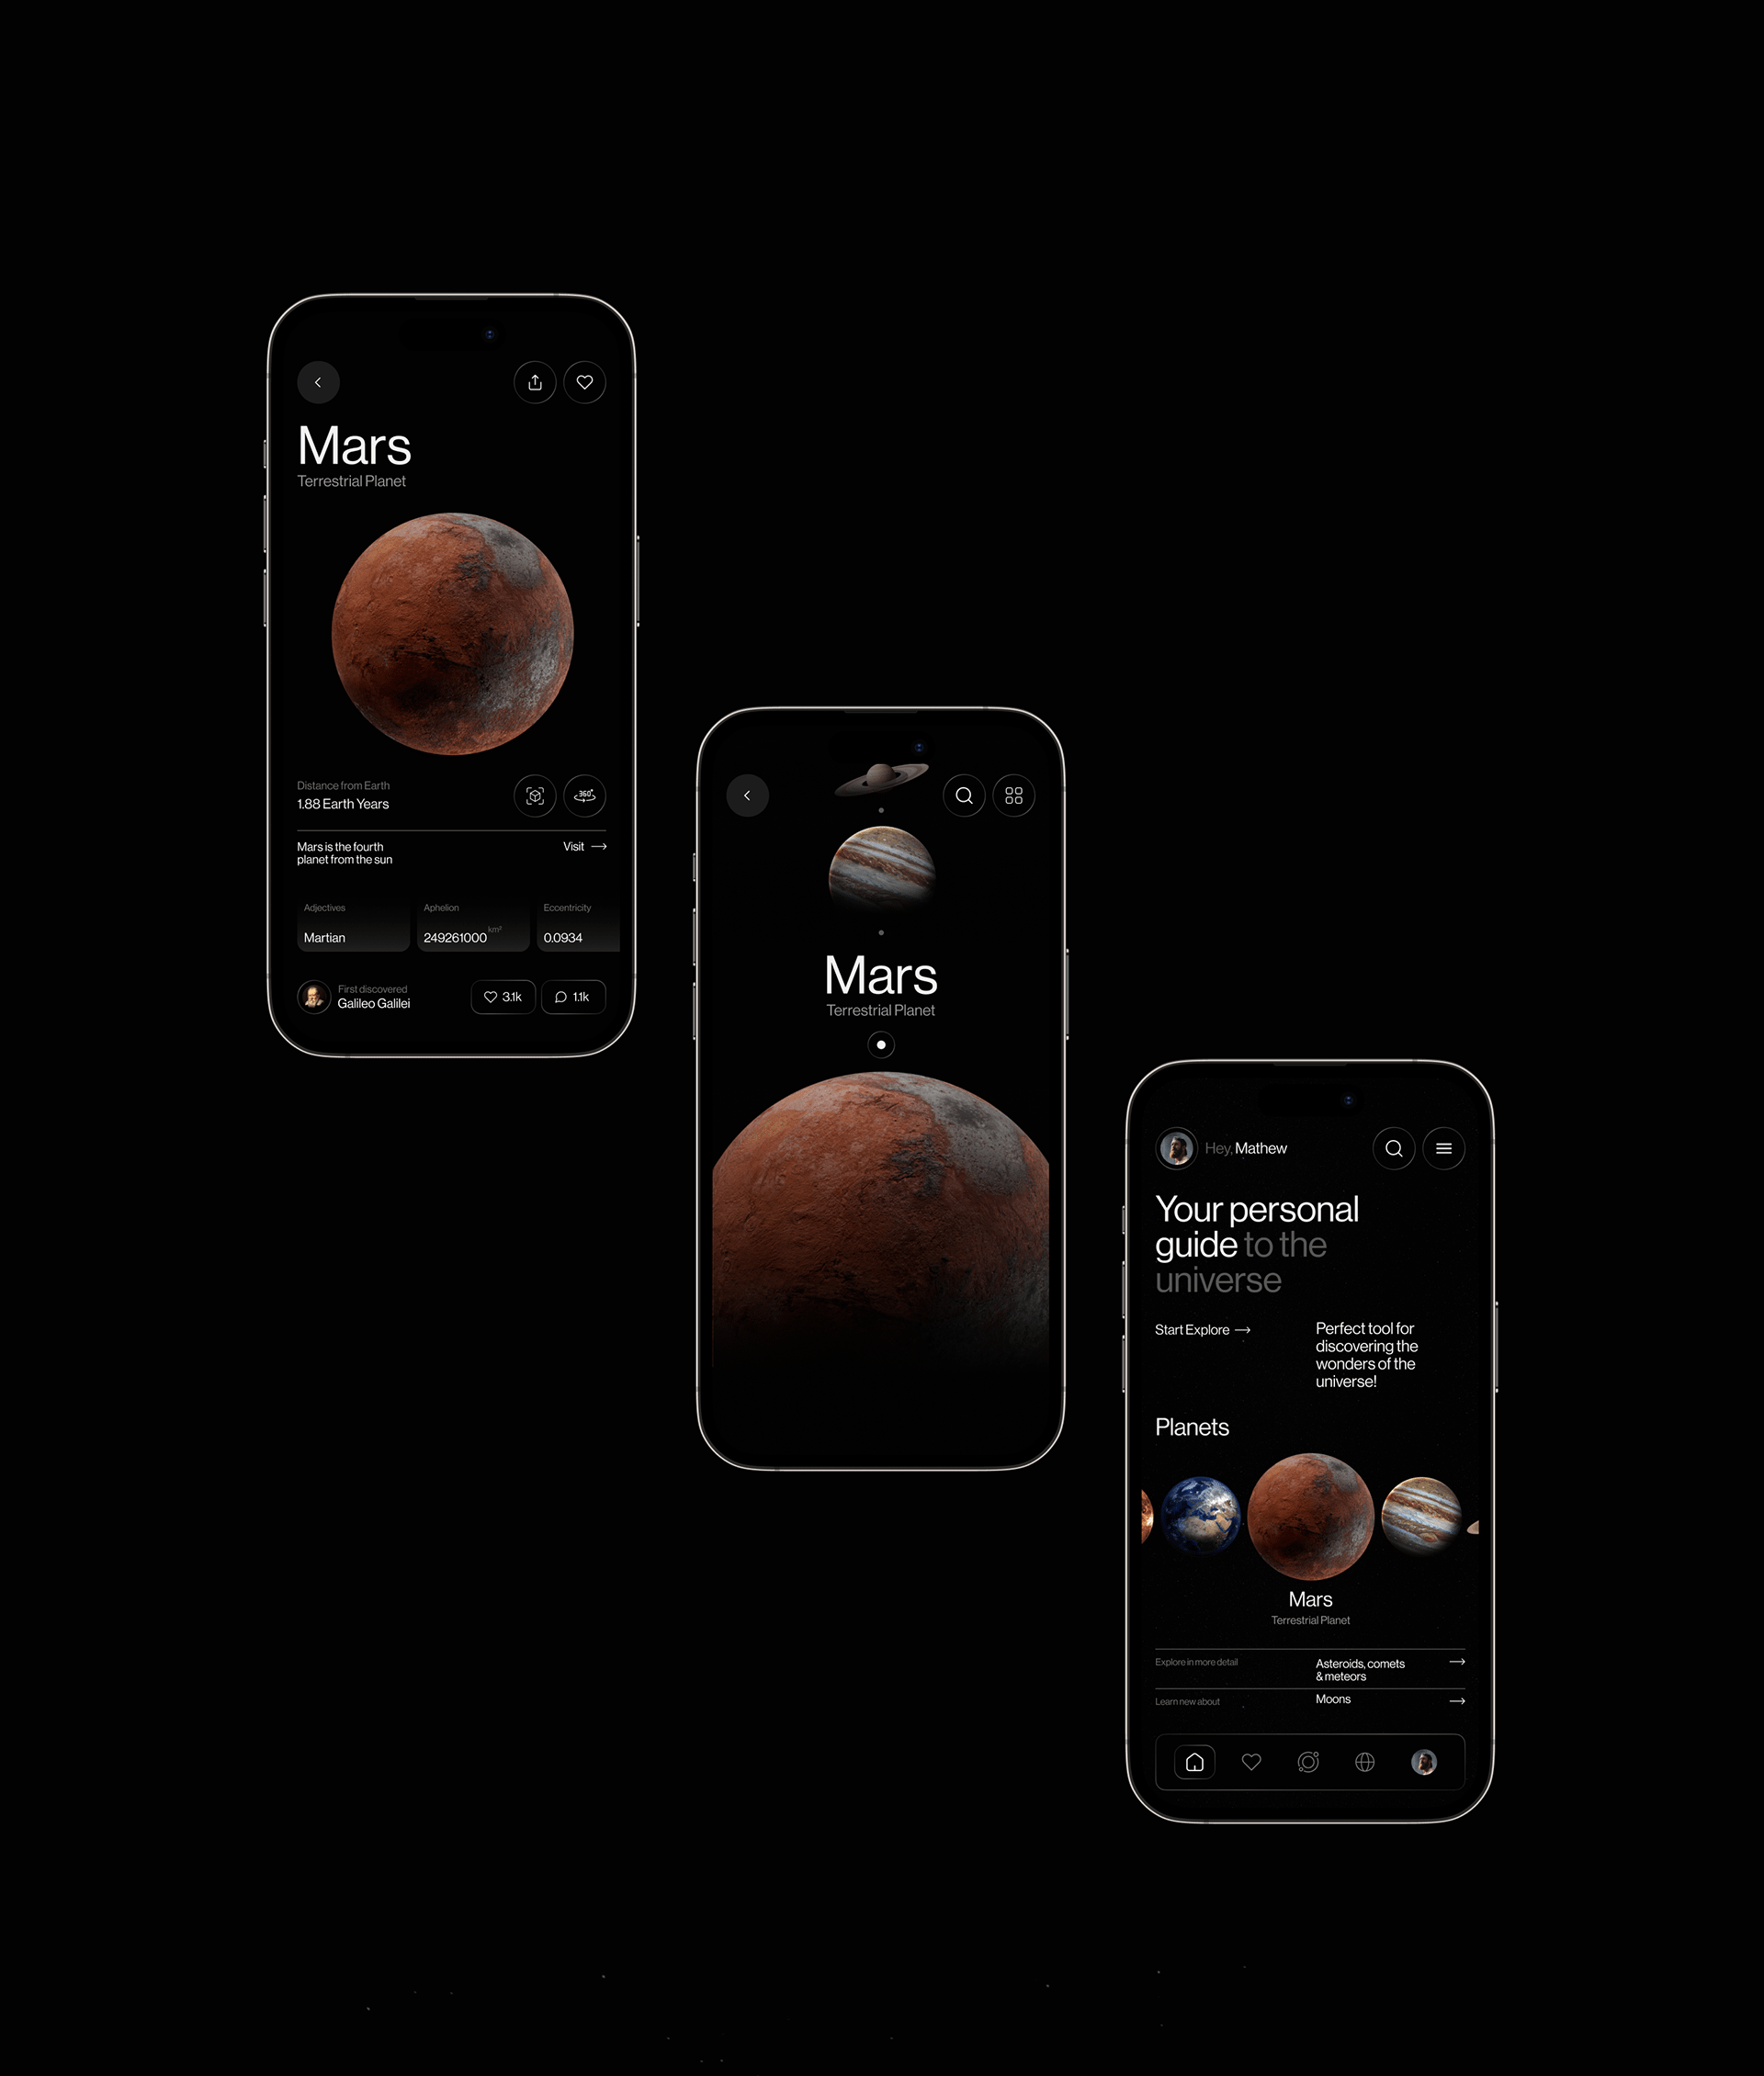 Mars
Terrestrial Planet
Distance from Earth
1.88 Earth Years
360°
Mars is the fourth
planet from the sun
Visit
Adjectives
Martian
Aphelion
249261000 km²
Eccentricity
0.0934
First discovered
Galileo Galilei
3.1k
1.1k
Mars
Terrestrial Planet
Hey, Mathew
Your personal
guide to the
universe
Start Explore
Perfect tool for
discovering the
wonders of the
universe!
Planets
Mars
Terrestrial Planet
Explore in more detail
Asteroids, comets
& meteors
Learn new about
Moons